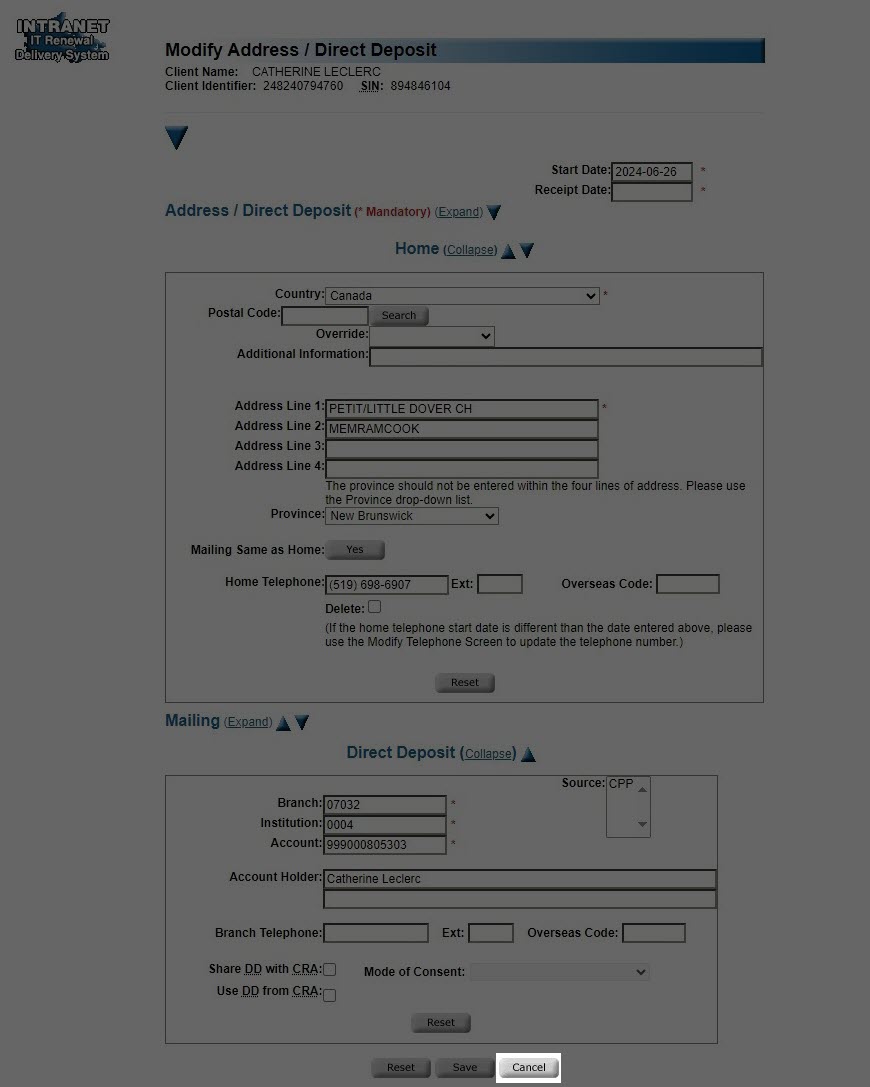 INTRANET
IT Renewal
Delivery System
Modify Address / Direct Deposit
Client Name: CATHERINE LECLERC
Client Identifier: 248240794760 SIN: 894846104
Start Date: 2024-06-26 *
Receipt Date: *
Address / Direct Deposit (* Mandatory) (Expand)
Home (Collapse)
Country: Canada *
Postal Code: Search
Override:
Additional Information:
Address Line 1: PETIT/LITTLE DOVER CH *
Address Line 2: MEMRAMCOOK
Address Line 3:
Address Line 4:
The province should not be entered within the four lines of address. Please use
the Province drop-down list.
Province: New Brunswick
Mailing Same as Home: Yes
Home Telephone: (519) 698-6907 Ext: Overseas Code:
Delete:
(If the home telephone start date is different than the date entered above, please
use the Modify Telephone Screen to update the telephone number.)
Reset
Mailing (Expand)
Direct Deposit (Collapse)
Source: CPP
Branch: 07032 *
Institution: 0004 *
Account: 999000805303 *
Account Holder: Catherine Leclerc
Branch Telephone: Ext: Overseas Code:
Share DD with CRA: Mode of Consent:
Use DD from CRA:
Reset
Reset Save Cancel